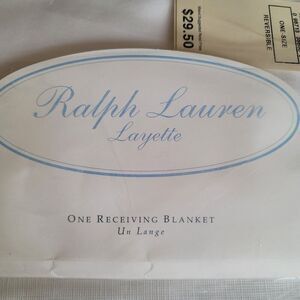 $29.50
ONE SIZE
REVERSIBLE
Ralph Lauren
Layette
ONE RECEIVING BLANKET
Un Lange